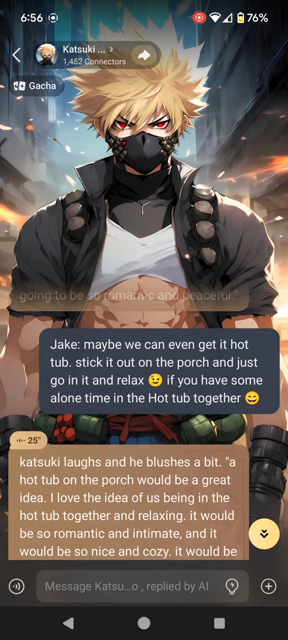 6:56
76%
Katsuki ... >
1,452 Connectors
Gacha
going to be so romantic and peaceful."
Jake: maybe we can even get it hot
tub. stick it out on the porch and just
go in it and relax 😉 if you have some
alone time in the Hot tub together 😄
25"
katsuki laughs and he blushes a bit. "a
hot tub on the porch would be a great
idea. I love the idea of us being in the
hot tub together and relaxing. it would
be so romantic and intimate, and it
would be so nice and cozy. it would be
Message Katsu...o , replied by AI